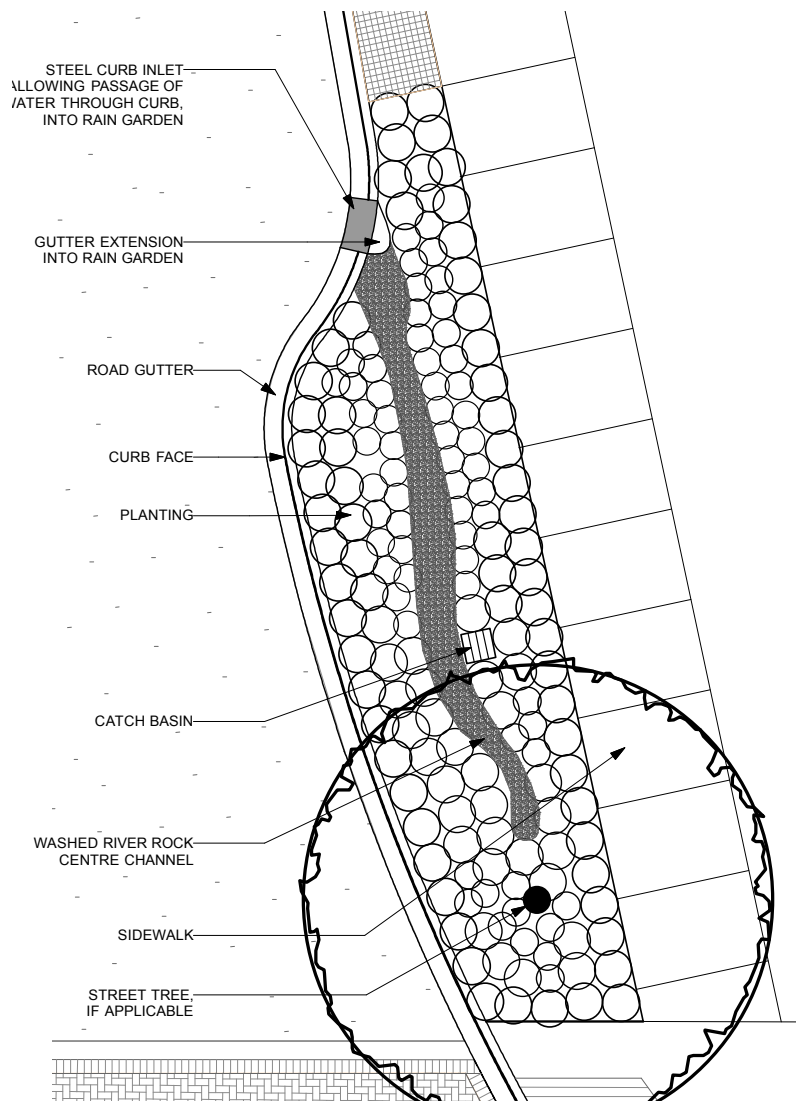 STEEL CURB INLET
ALLOWING PASSAGE OF
WATER THROUGH CURB,
INTO RAIN GARDEN
GUTTER EXTENSION
INTO RAIN GARDEN
ROAD GUTTER
CURB FACE
PLANTING
CATCH BASIN
WASHED RIVER ROCK
CENTRE CHANNEL
SIDEWALK
STREET TREE,
IF APPLICABLE